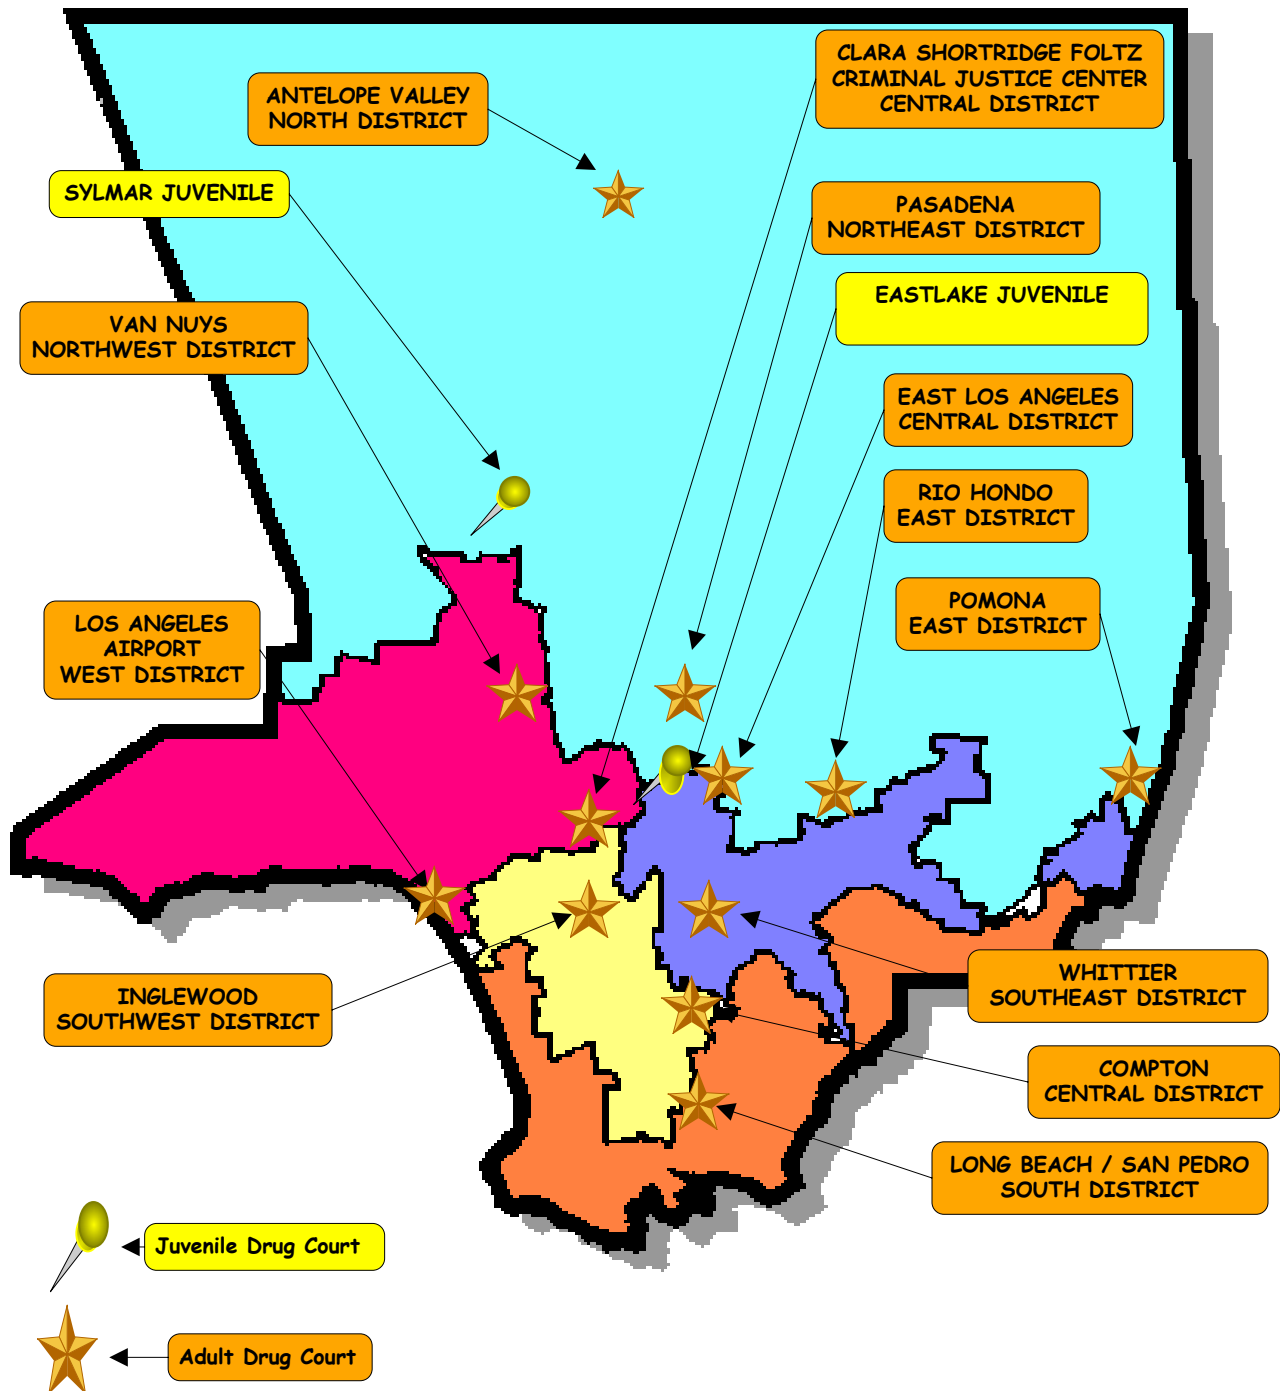 CLARA SHORTRIDGE FOLTZ
CRIMINAL JUSTICE CENTER
CENTRAL DISTRICT
ANTELOPE VALLEY
NORTH DISTRICT
SYLMAR JUVENILE
PASADENA
NORTHEAST DISTRICT
EASTLAKE JUVENILE
VAN NUYS
NORTHWEST DISTRICT
EAST LOS ANGELES
CENTRAL DISTRICT
RIO HONDO
EAST DISTRICT
POMONA
EAST DISTRICT
LOS ANGELES
AIRPORT
WEST DISTRICT
INGLEWOOD
SOUTHWEST DISTRICT
WHITTIER
SOUTHEAST DISTRICT
COMPTON
CENTRAL DISTRICT
LONG BEACH / SAN PEDRO
SOUTH DISTRICT
Juvenile Drug Court
Adult Drug Court